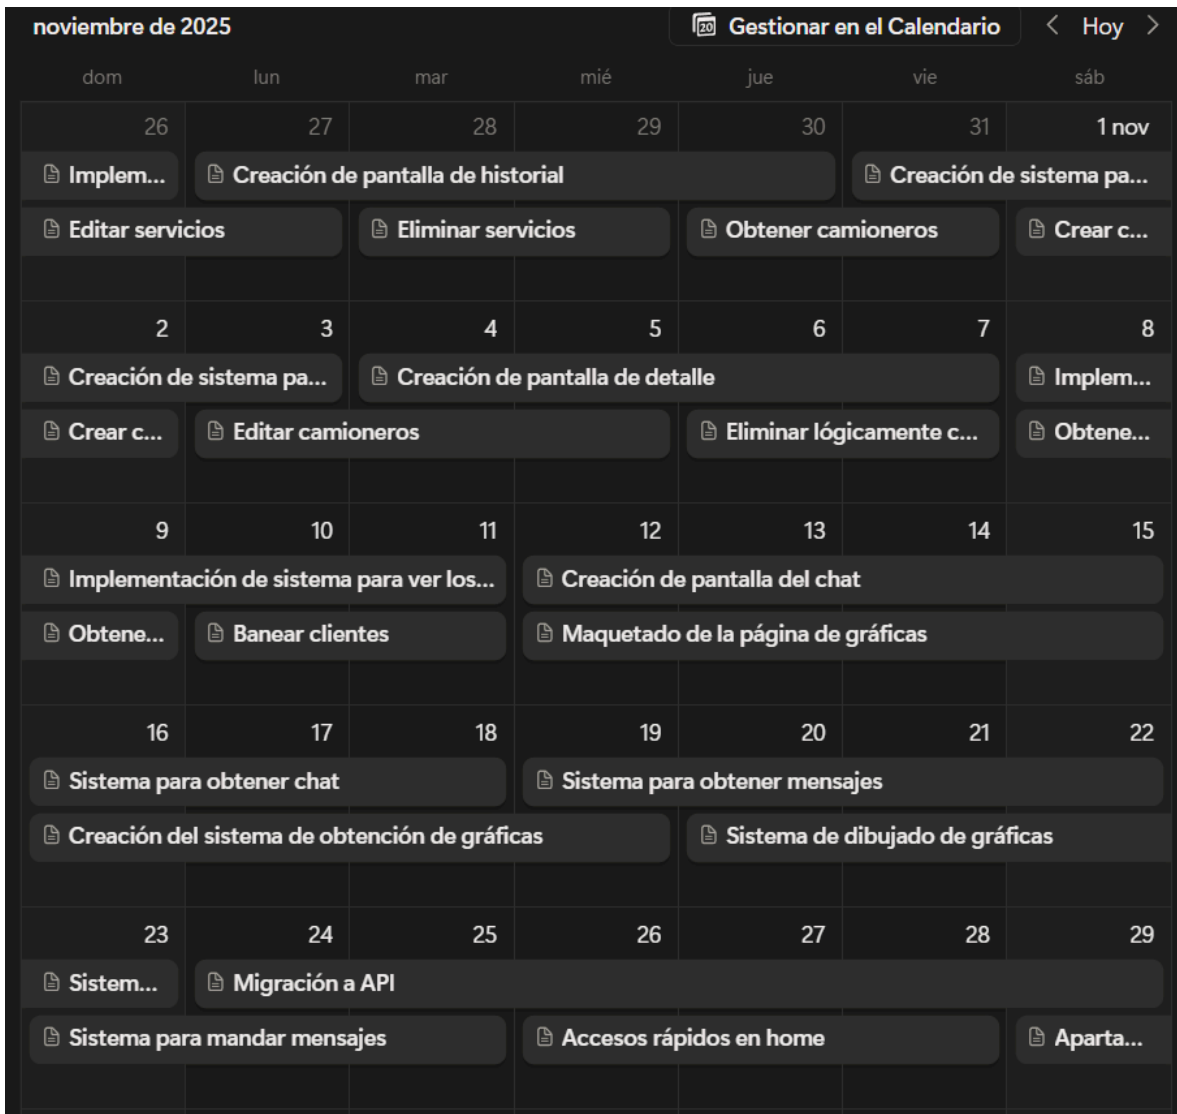 noviembre de 2025
20 Gestionar en el Calendario < Hoy >
dom lun mar mié jue vie sáb
26 27 28 29 30 31 1 nov
Implem... Creación de pantalla de historial Creación de sistema pa...
Editar servicios Eliminar servicios Obtener camioneros Crear c...
2 3 4 5 6 7 8
Creación de sistema pa... Creación de pantalla de detalle Implem...
Crear c... Editar camioneros Eliminar lógicamente c... Obtene...
9 10 11 12 13 14 15
Implementación de sistema para ver los... Creación de pantalla del chat
Obtene... Banear clientes Maquetado de la página de gráficas
16 17 18 19 20 21 22
Sistema para obtener chat Sistema para obtener mensajes
Creación del sistema de obtención de gráficas Sistema de dibujado de gráficas
23 24 25 26 27 28 29
Sistem... Migración a API
Sistema para mandar mensajes Accesos rápidos en home Aparta...